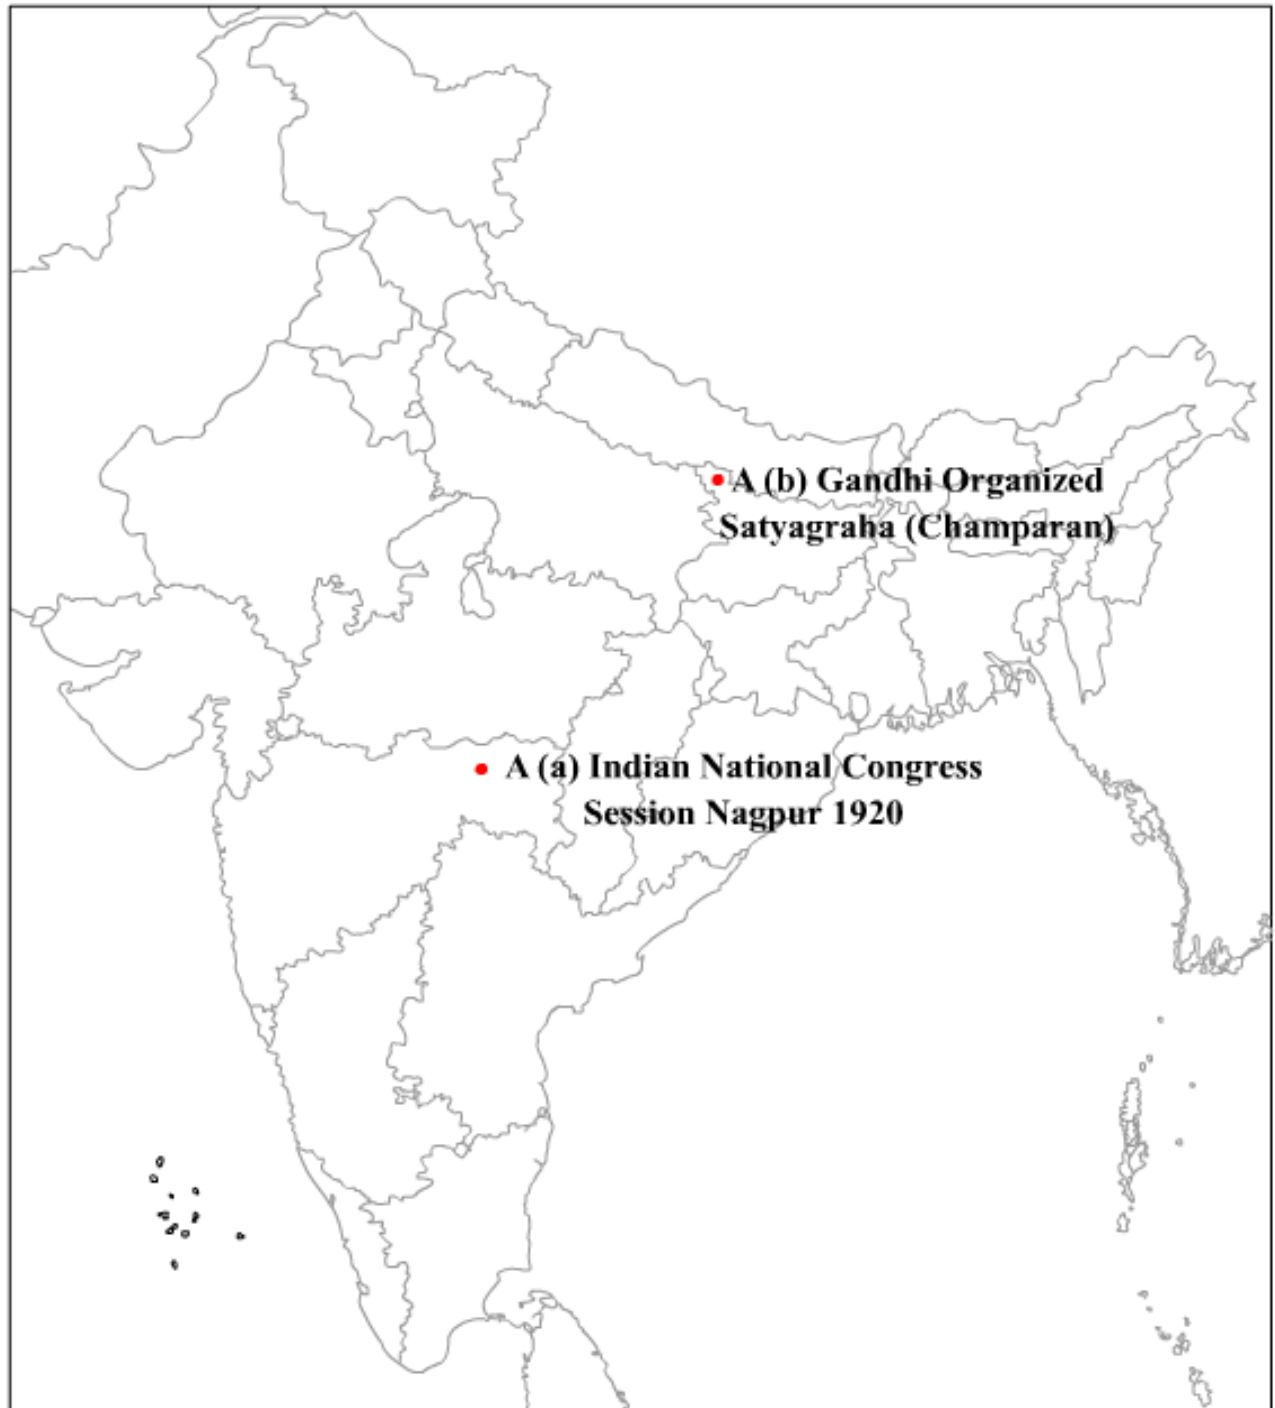 A (b) Gandhi Organized
Satyagraha (Champaran)
A (a) Indian National Congress
Session Nagpur 1920